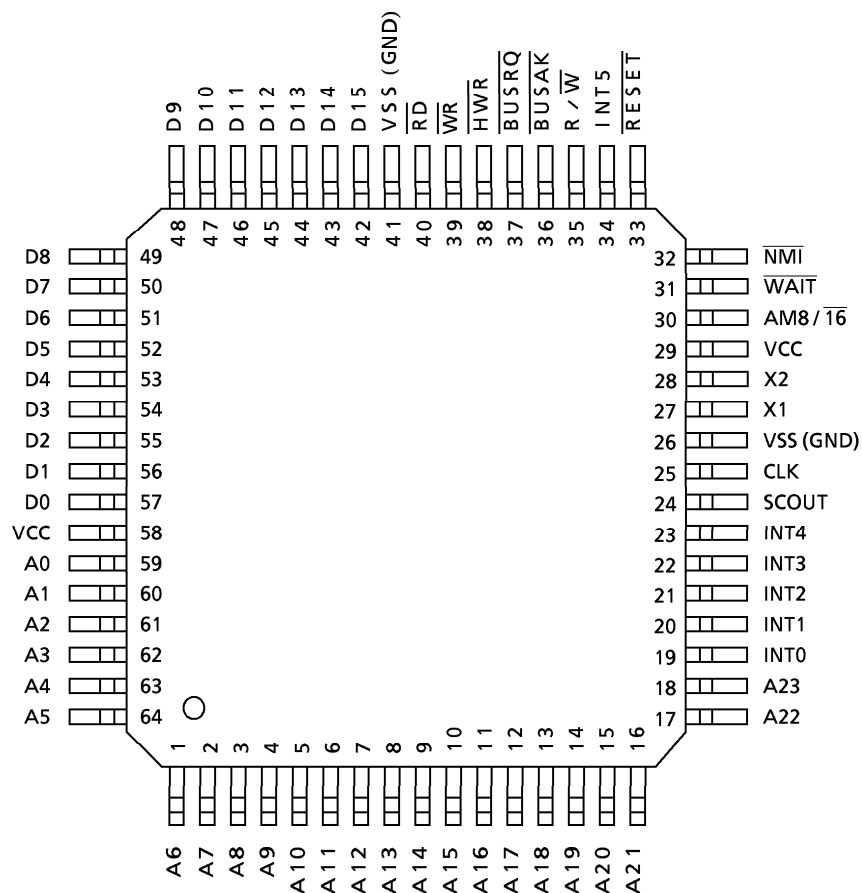 D9 D10 D11 D12 D13 D14 D15 VSS (GND) RD WR HWR BUSRQ BUSAK R/W INT5 RESET
48 47 46 45 44 43 42 41 40 39 38 37 36 35 34 33
D8 49 32 NMI
D7 50 31 WAIT
D6 51 30 AM8/16
D5 52 29 VCC
D4 53 28 X2
D3 54 27 X1
D2 55 26 VSS (GND)
D1 56 25 CLK
D0 57 24 SCOUT
VCC 58 23 INT4
A0 59 22 INT3
A1 60 21 INT2
A2 61 20 INT1
A3 62 19 INT0
A4 63 18 A23
A5 64 17 A22
1 2 3 4 5 6 7 8 9 10 11 12 13 14 15 16
A6 A7 A8 A9 A10 A11 A12 A13 A14 A15 A16 A17 A18 A19 A20 A21